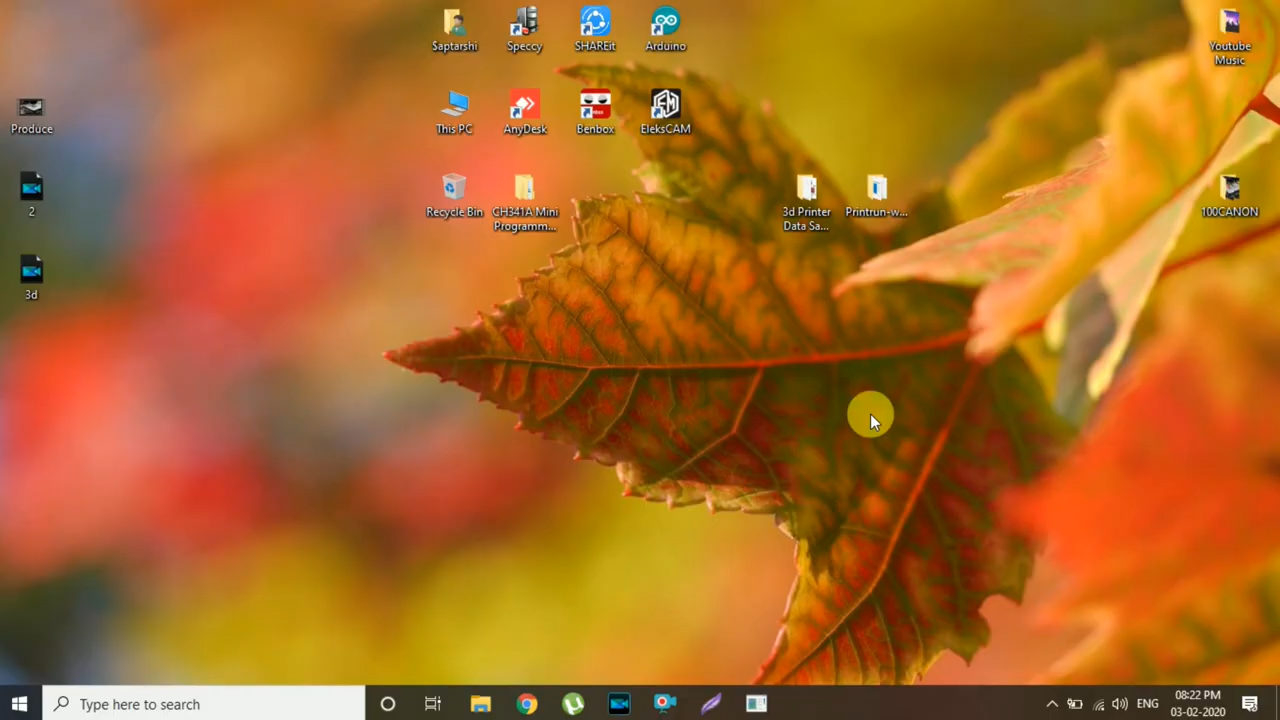 Saptarshi
Speccy
SHAREit
Arduino
Youtube
Music
Produce
This PC
AnyDesk
Benbox
EleksCAM
2
Recycle Bin
CH341A Mini
Programm...
3d Printer
Data Sa...
Printrun-w...
100CANON
3d
Type here to search
ENG
08:22 PM
03-02-2020